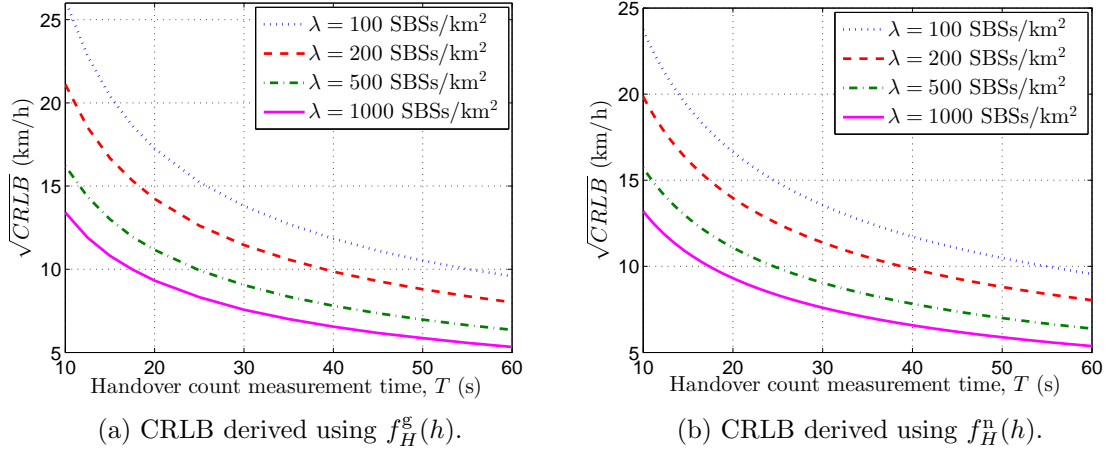 25
20
15
10
5
10 20 30 40 50 60
√CRLB (km/h)
Handover count measurement time, T (s)
λ = 100 SBSs/km²
λ = 200 SBSs/km²
λ = 500 SBSs/km²
λ = 1000 SBSs/km²
(a) CRLB derived using f_H^g(h).
25
20
15
10
5
10 20 30 40 50 60
√CRLB (km/h)
Handover count measurement time, T (s)
λ = 100 SBSs/km²
λ = 200 SBSs/km²
λ = 500 SBSs/km²
λ = 1000 SBSs/km²
(b) CRLB derived using f_H^n(h).